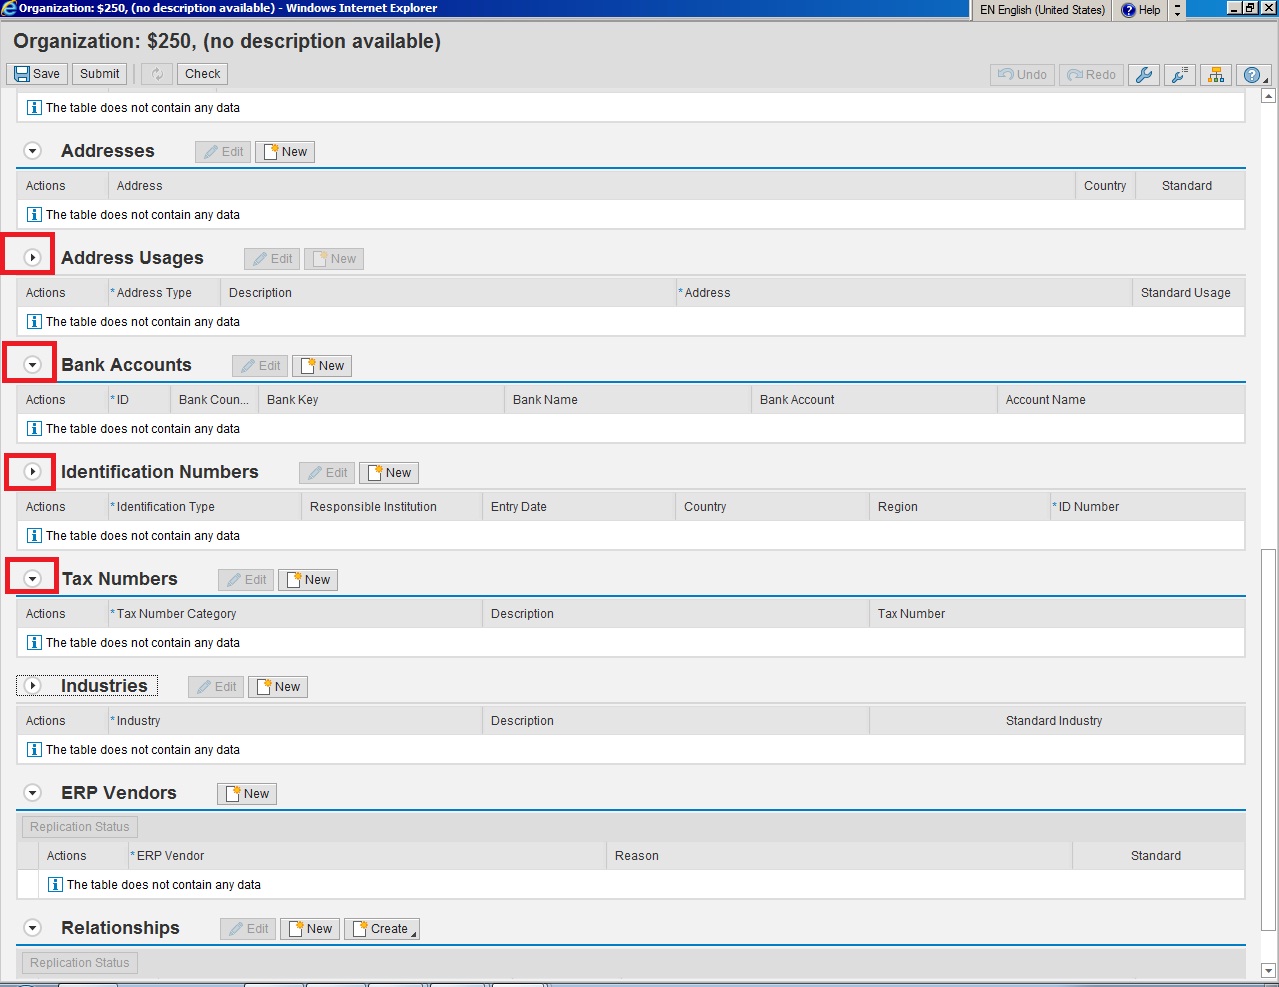 Organization: $250, (no description available) - Windows Internet Explorer
EN English (United States) Help
Organization: $250, (no description available)
Save Submit Check Undo Redo
The table does not contain any data
Addresses Edit New
Actions Address Country Standard
The table does not contain any data
Address Usages Edit New
Actions *Address Type Description *Address Standard Usage
The table does not contain any data
Bank Accounts Edit New
Actions *ID Bank Coun... Bank Key Bank Name Bank Account Account Name
The table does not contain any data
Identification Numbers Edit New
Actions *Identification Type Responsible Institution Entry Date Country Region *ID Number
The table does not contain any data
Tax Numbers Edit New
Actions *Tax Number Category Description Tax Number
The table does not contain any data
Industries Edit New
Actions *Industry Description Standard Industry
The table does not contain any data
ERP Vendors New
Replication Status
Actions *ERP Vendor Reason Standard
The table does not contain any data
Relationships Edit New Create
Replication Status